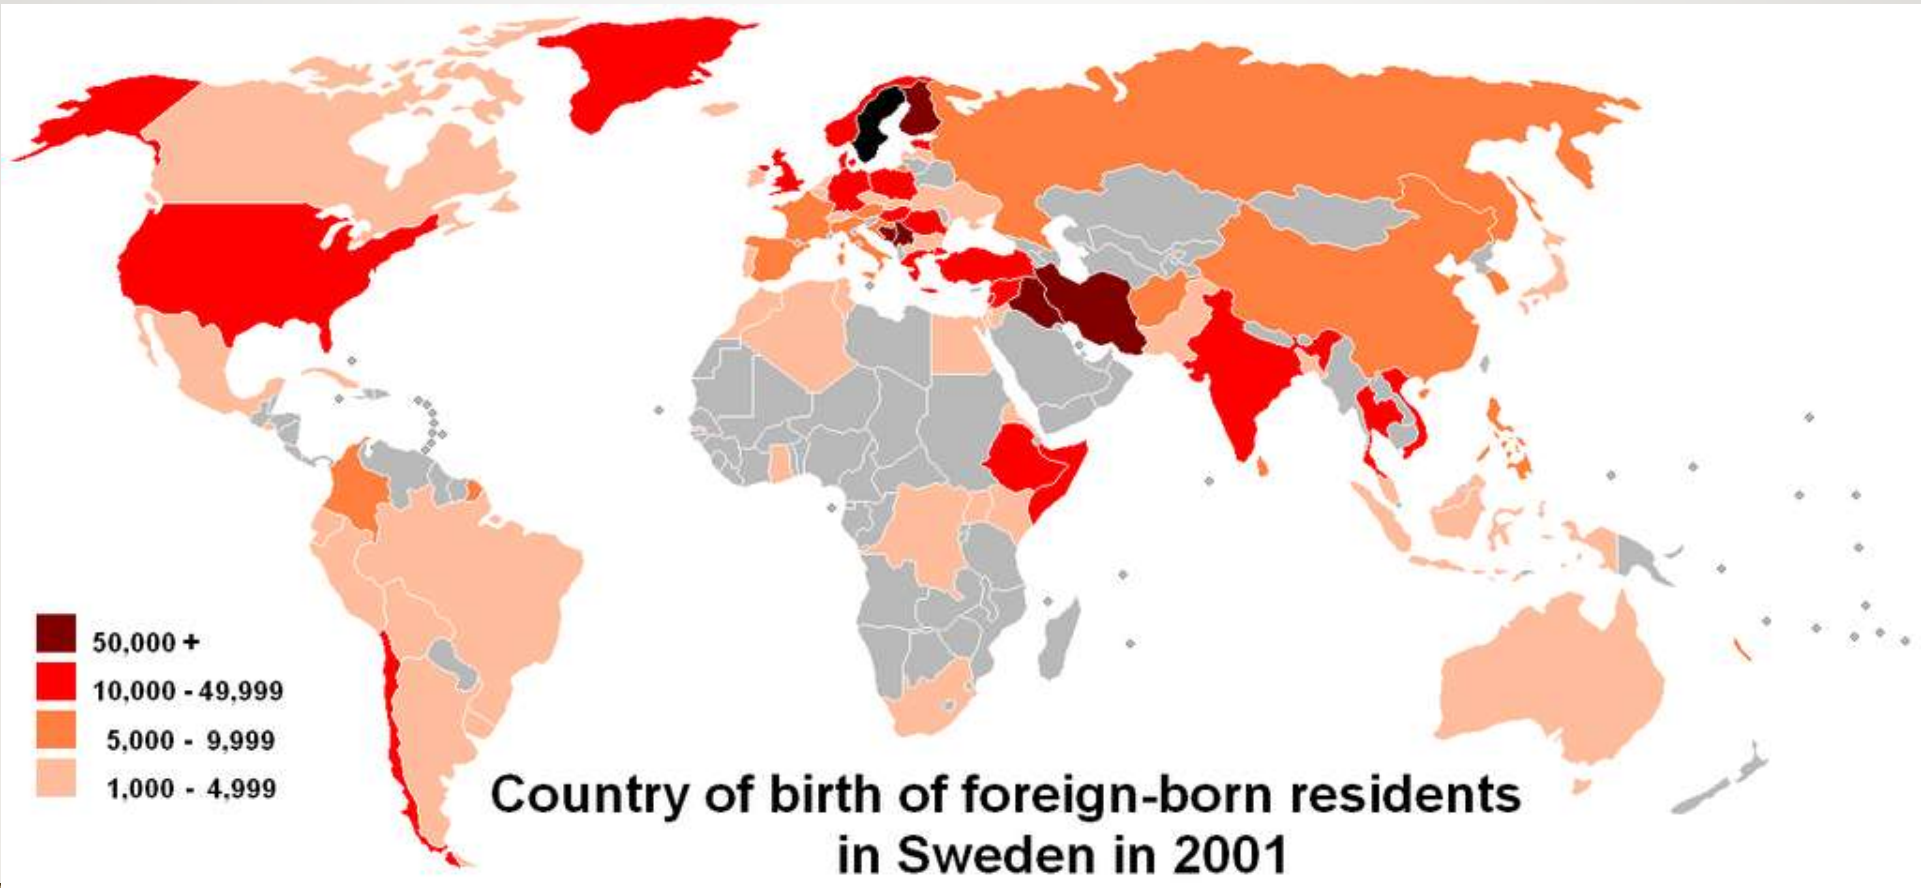 50,000 +
10,000 - 49,999
5,000 - 9,999
1,000 - 4,999
Country of birth of foreign-born residents
in Sweden in 2001